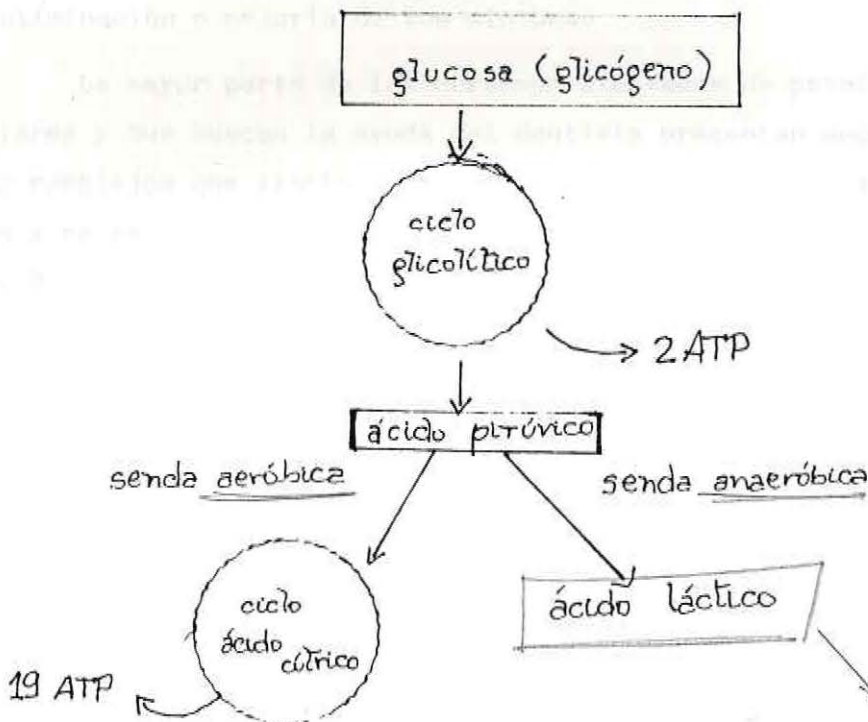 glucosa (glicógeno)
ciclo
glicolítico
2 ATP
ácido pirúvico
senda aeróbica
senda anaeróbica
ciclo
ácido
cítrico
ácido láctico
19 ATP